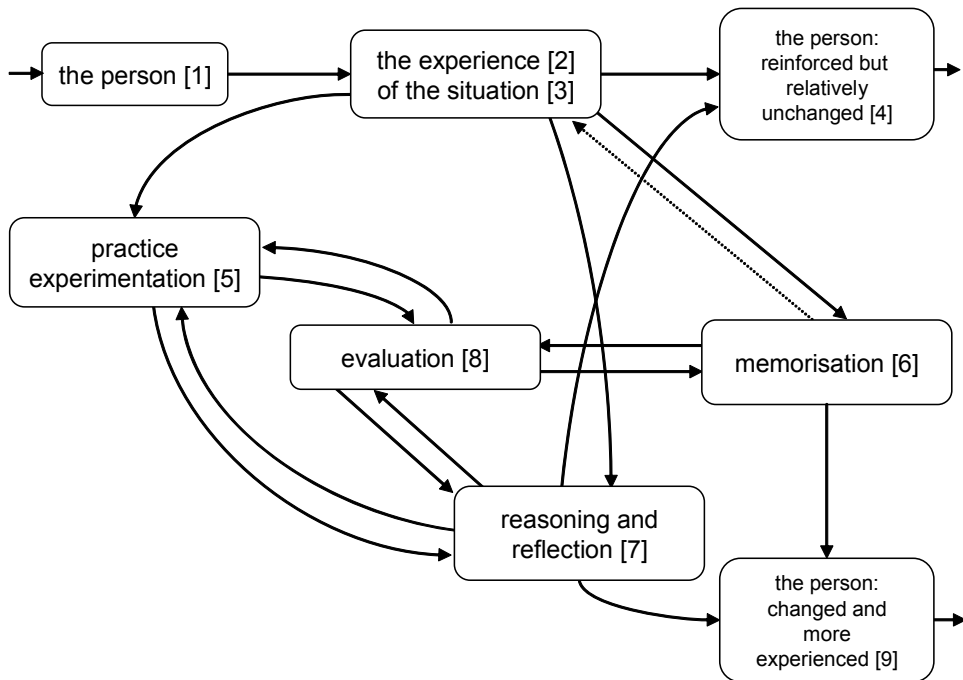 the person [1]
the experience [2]
of the situation [3]
the person:
reinforced but
relatively
unchanged [4]
practice
experimentation [5]
evaluation [8]
memorisation [6]
reasoning and
reflection [7]
the person:
changed and
more
experienced [9]